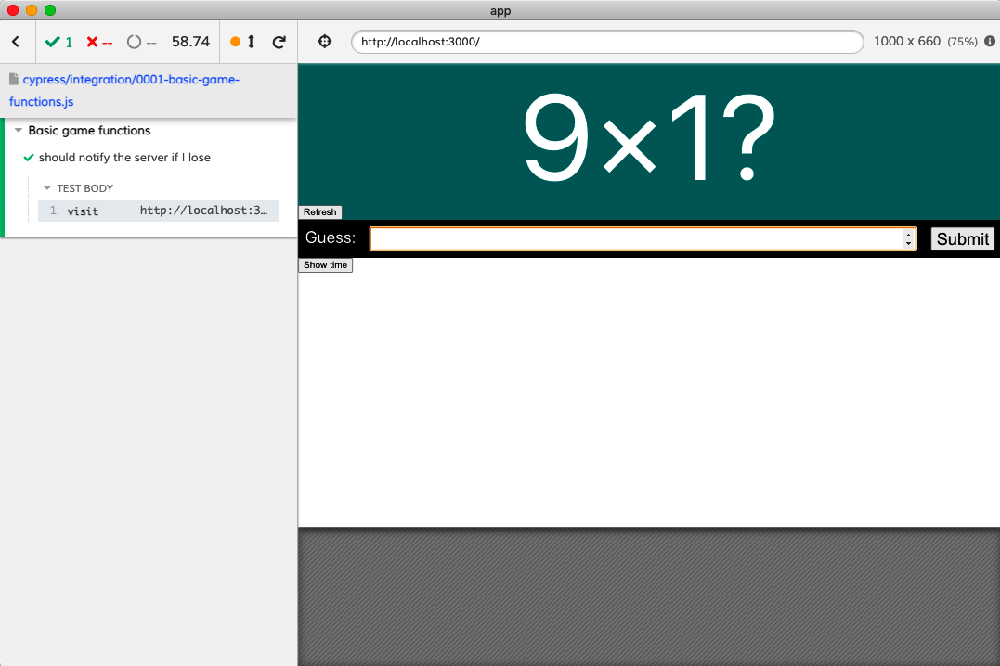 app
1 -- -- 58.74 http://localhost:3000/ 1000 x 660 (75%)
cypress/integration/0001-basic-game-
functions.js
Basic game functions
should notify the server if I lose
TEST BODY
1 visit http://localhost:3…
9×1?
Refresh
Guess: Submit
Show time